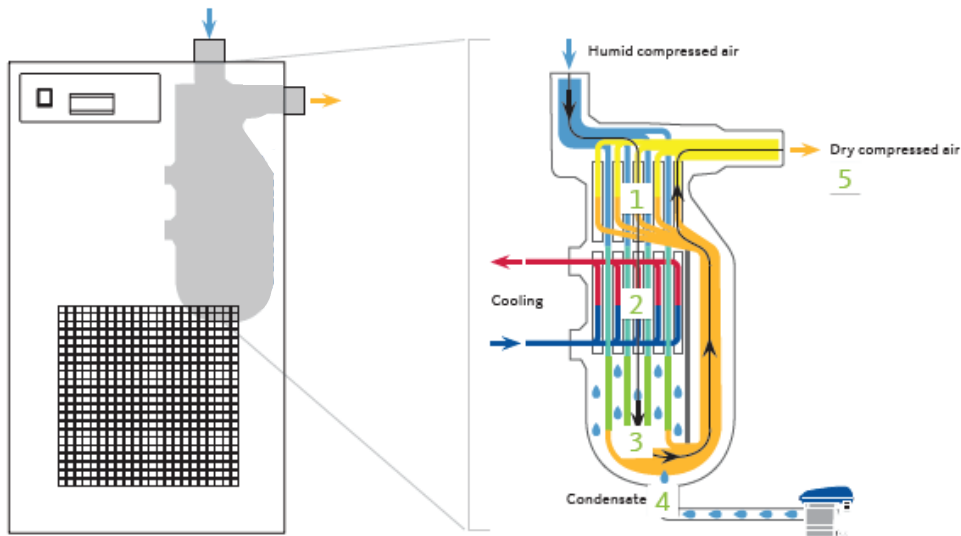 Humid compressed air
Dry compressed air
5
1
Cooling
2
3
Condensate 4